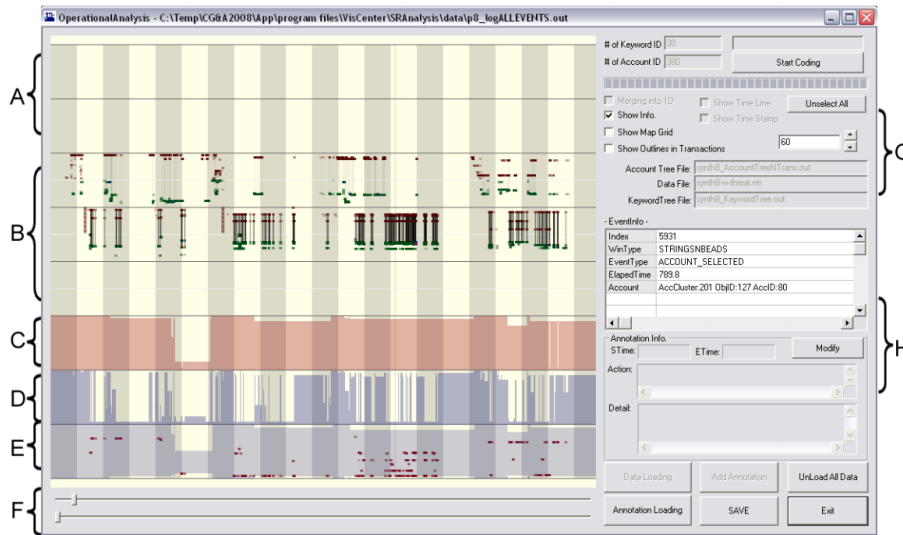 OperationalAnalysis - C:\Temp\CG&A2008\App\program files\VisCenter\SRAnalysis\data\p8_logALLEVENTS.out
A
B
C
D
E
F
# of Keyword ID 30
# of Account ID 380
Start Coding
Merging into 1D
Show Time Line
Unselect All
Show Info.
Show Time Stamp
Show Map Grid
Show Outlines in Transactions
60
Account Tree File: synth8_AccountTreeNTrans.out
Data File: synth8-w-threat.nlr
KeywordTree File: synth8_KeywordTree.out
G
- EventInfo -
Index 5931
WinType STRINGSNBEADS
EventType ACCOUNT_SELECTED
ElapedTime 789.8
Account AccCluster:201 ObjID:127 AccID:80
H
Annotation Info.
STime:
ETime:
Modify
Action:
Detail:
Data Loading
Add Annotation
UnLoad All Data
Annotation Loading
SAVE
Exit